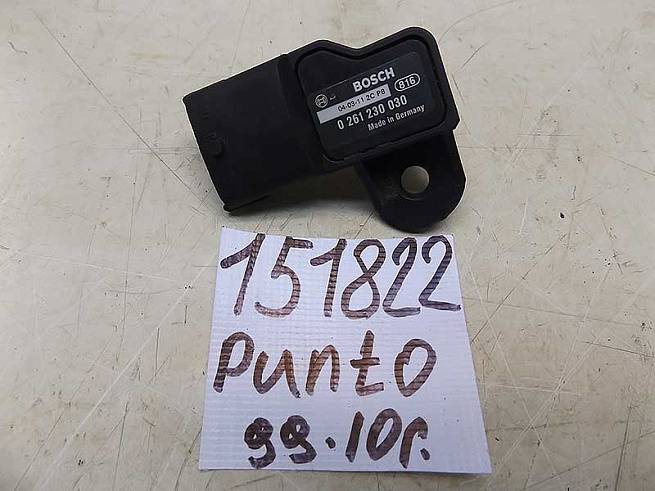 BOSCH
04-03-11 2C P8 816
0 261 230 030
Made in Germany
151822
Punto
99.10г.